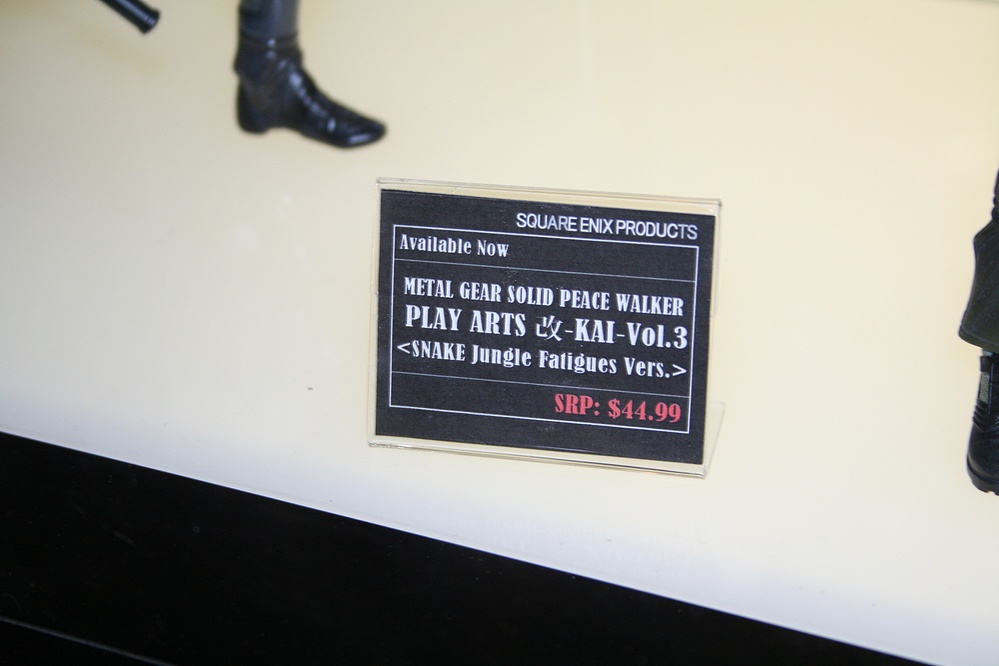 SQUARE ENIX PRODUCTS
Available Now
METAL GEAR SOLID PEACE WALKER
PLAY ARTS 改-KAI-Vol.3
<SNAKE Jungle Fatigues Vers.>
SRP: $44.99